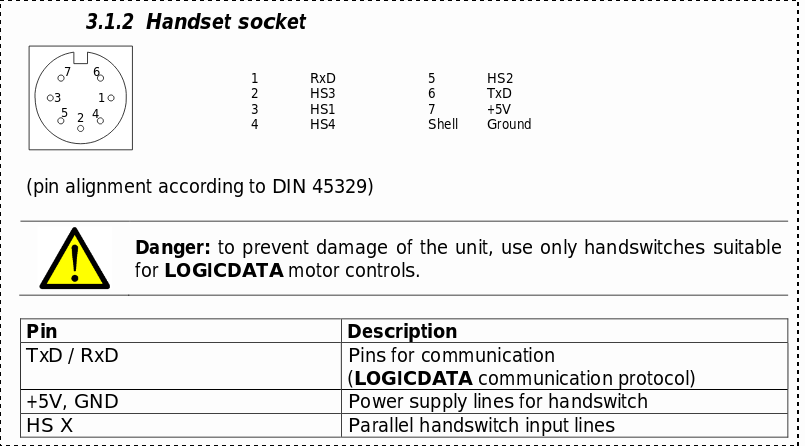 3.1.2 Handset socket
7 6
3 1
5 2 4
1 RxD 5 HS2
2 HS3 6 TxD
3 HS1 7 +5V
4 HS4 Shell Ground
(pin alignment according to DIN 45329)
Danger: to prevent damage of the unit, use only handswitches suitable
for LOGICDATA motor controls.
Pin Description
TxD / RxD Pins for communication
(LOGICDATA communication protocol)
+5V, GND Power supply lines for handswitch
HS X Parallel handswitch input lines